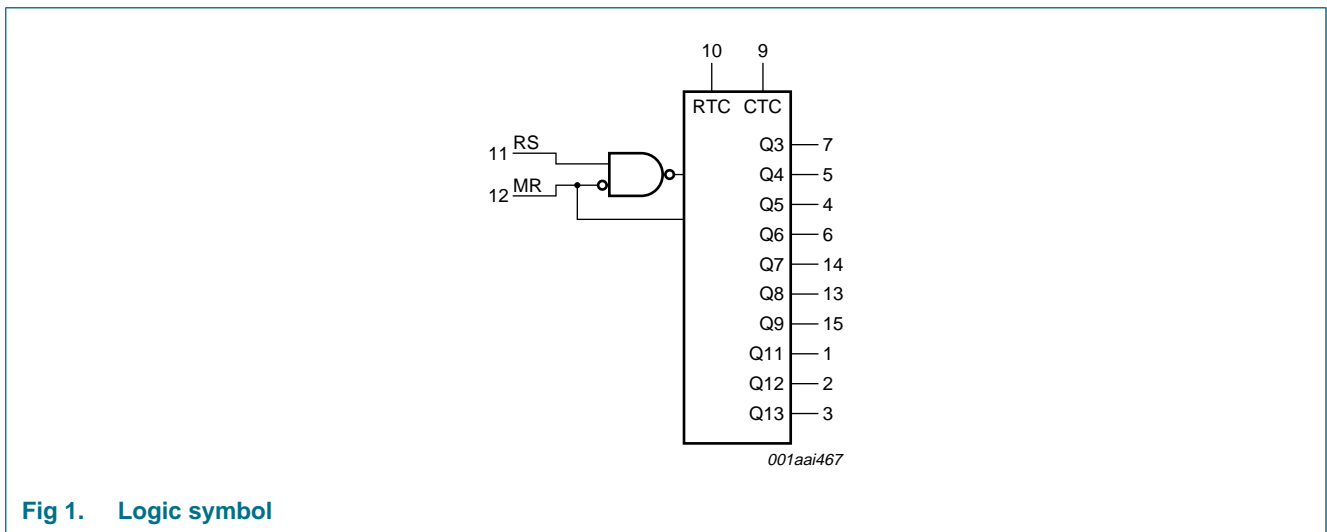 10 9
RTC CTC
11 RS
12 MR
Q3 7
Q4 5
Q5 4
Q6 6
Q7 14
Q8 13
Q9 15
Q11 1
Q12 2
Q13 3
001aai467
Fig 1. Logic symbol